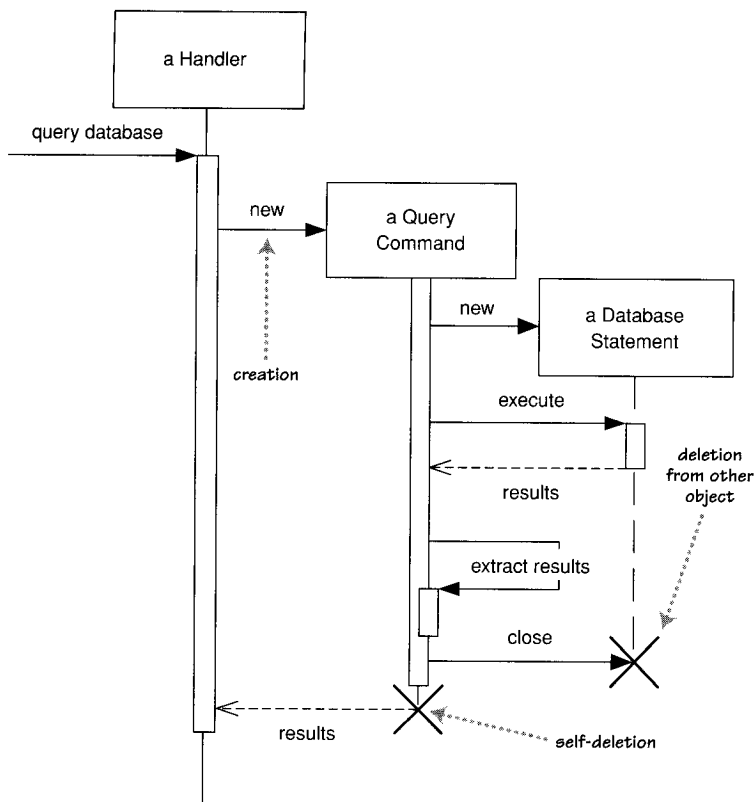 a Handler
query database
new
a Query
Command
creation
new
a Database
Statement
execute
results
deletion
from other
object
extract results
close
results
self-deletion